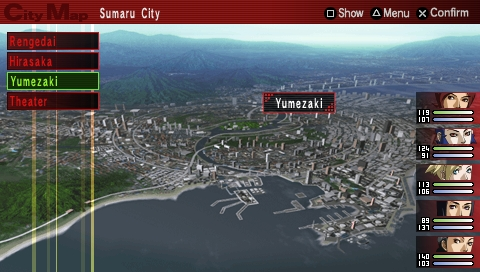 City Map Sumaru City □ Show △ Menu ✕ Confirm
Rengedai
Hirasaka
Yumezaki
Theater
Yumezaki
119
107
124
91
113
106
89
137
140
103